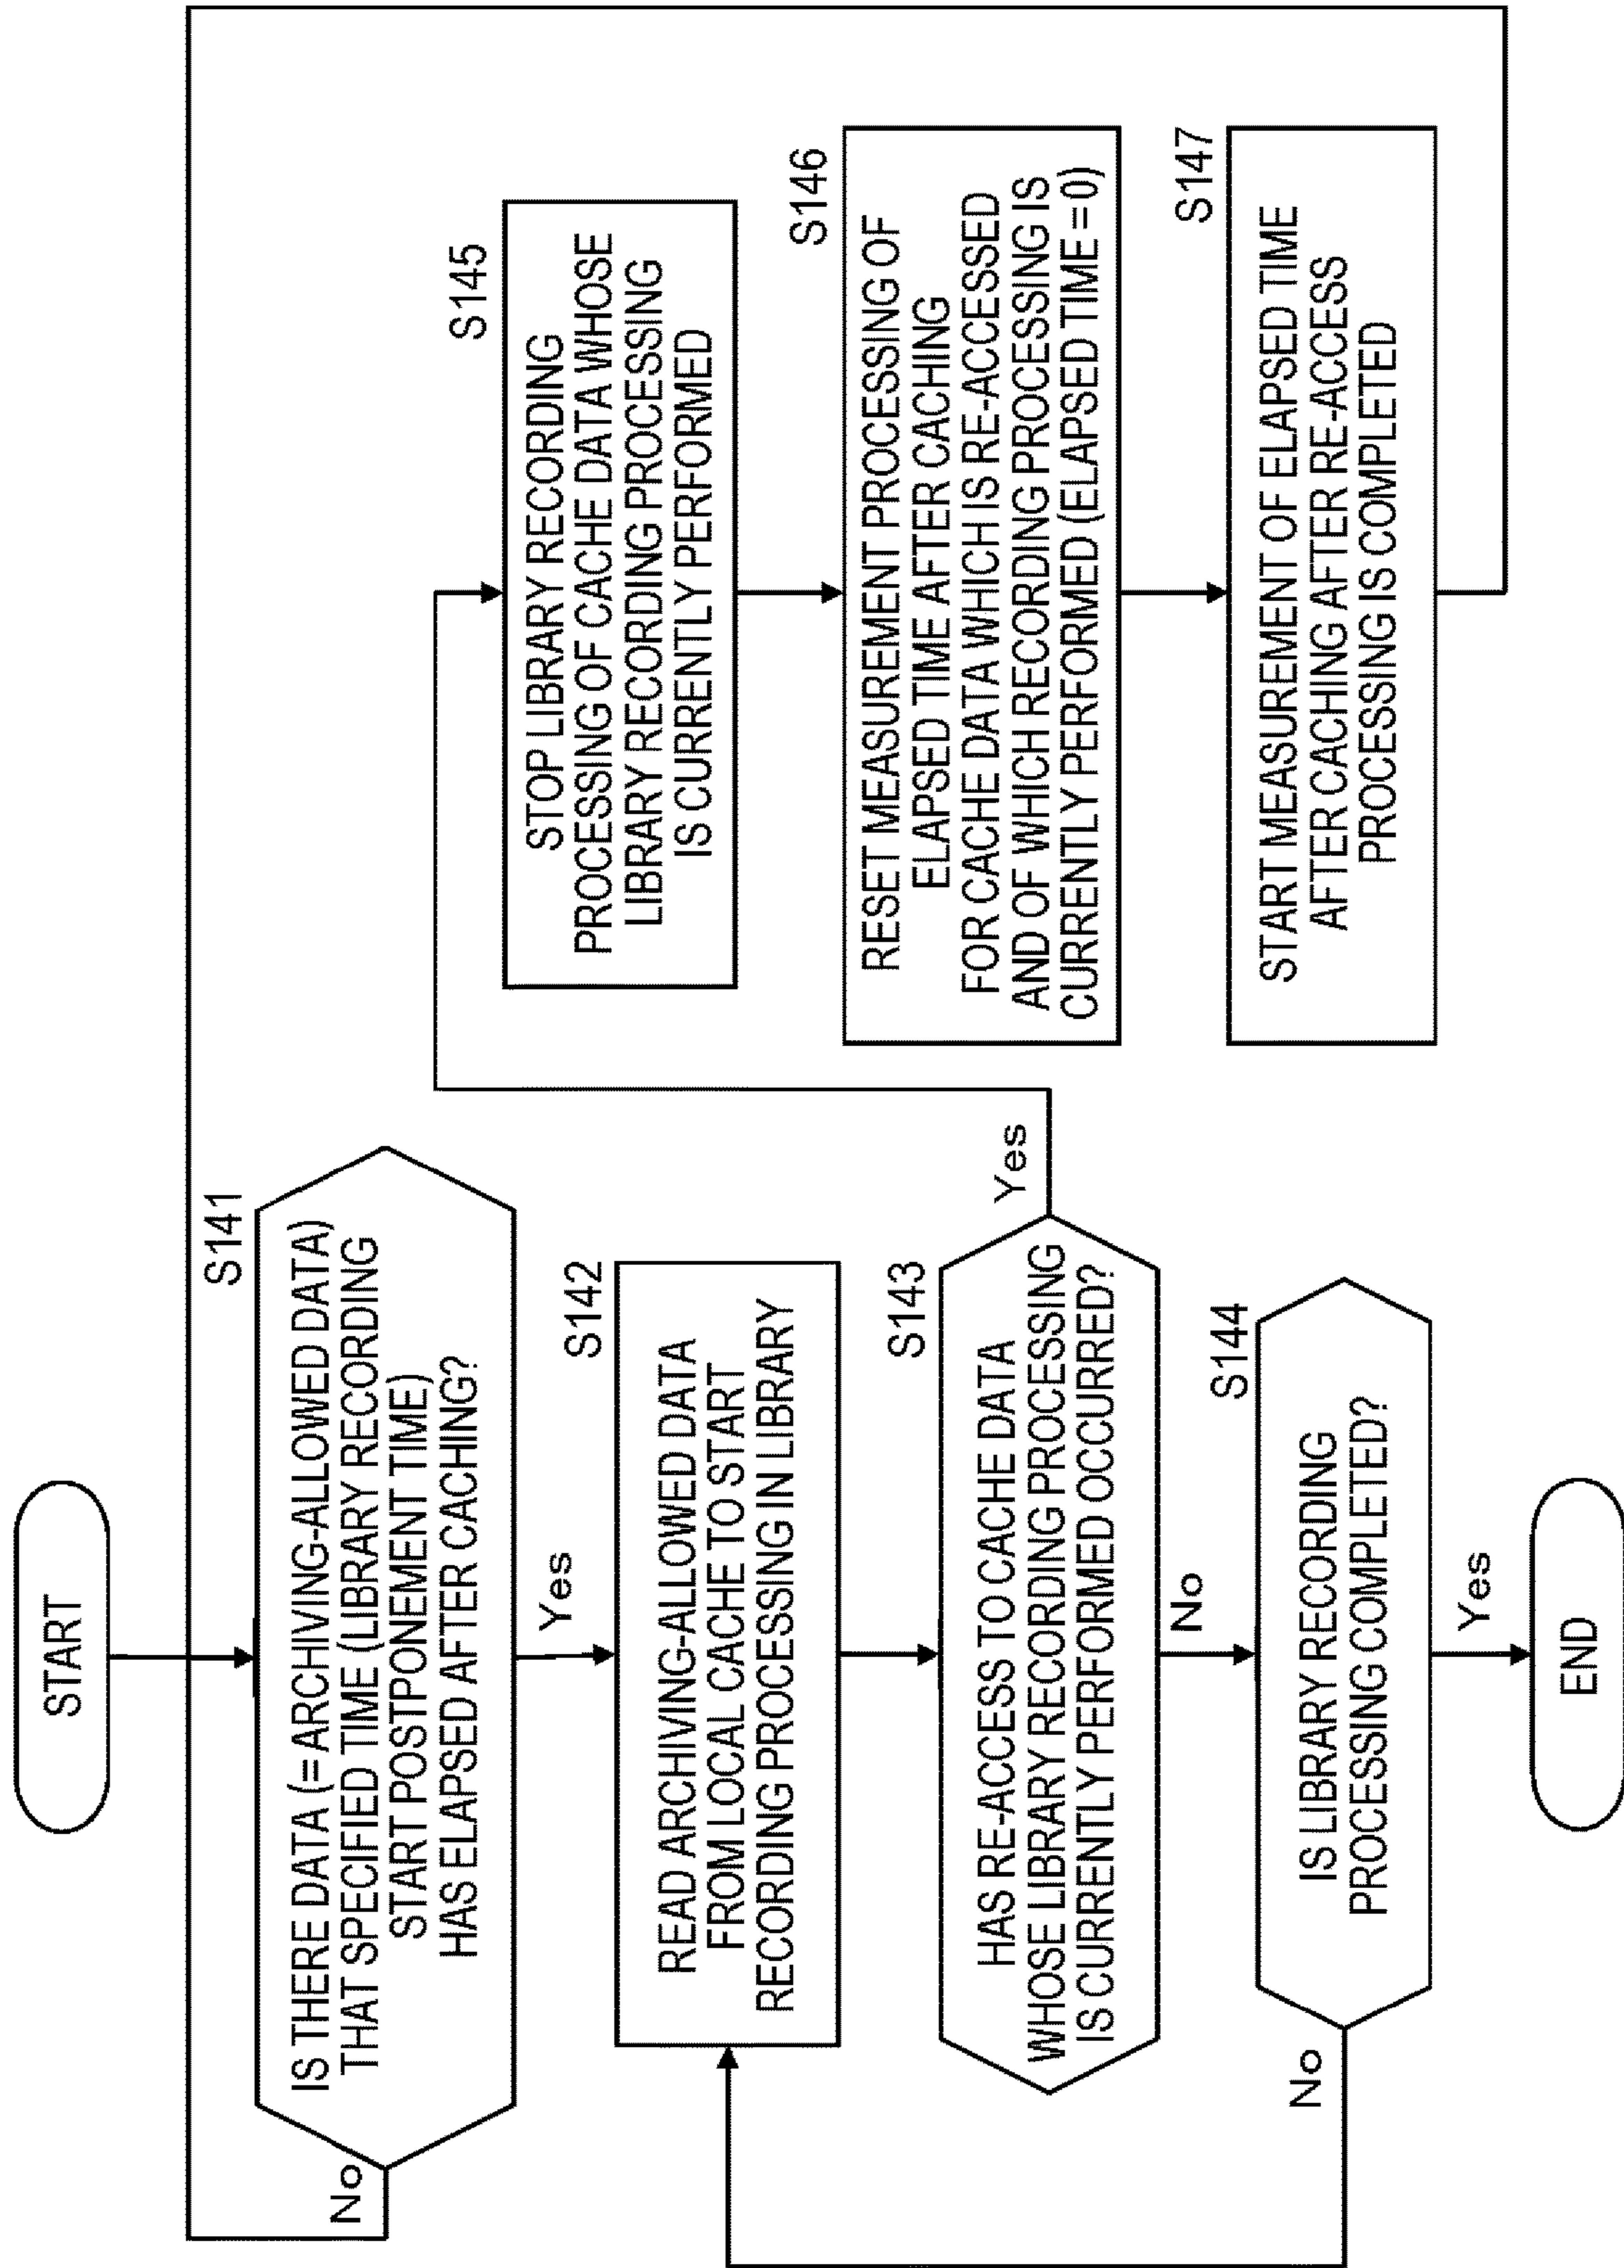 START
S141
IS THERE DATA (= ARCHIVING-ALLOWED DATA)
THAT SPECIFIED TIME (LIBRARY RECORDING
START POSTPONEMENT TIME)
HAS ELAPSED AFTER CACHING?
No
Yes
S142
READ ARCHIVING-ALLOWED DATA
FROM LOCAL CACHE TO START
RECORDING PROCESSING IN LIBRARY
S143
HAS RE-ACCESS TO CACHE DATA
WHOSE LIBRARY RECORDING PROCESSING
IS CURRENTLY PERFORMED OCCURRED?
Yes
No
S144
IS LIBRARY RECORDING
PROCESSING COMPLETED?
No
Yes
END
S145
STOP LIBRARY RECORDING
PROCESSING OF CACHE DATA WHOSE
LIBRARY RECORDING PROCESSING
IS CURRENTLY PERFORMED
S146
RESET MEASUREMENT PROCESSING OF
ELAPSED TIME AFTER CACHING
FOR CACHE DATA WHICH IS RE-ACCESSED
AND OF WHICH RECORDING PROCESSING IS
CURRENTLY PERFORMED (ELAPSED TIME = 0)
S147
START MEASUREMENT OF ELAPSED TIME
AFTER CACHING AFTER RE-ACCESS
PROCESSING IS COMPLETED